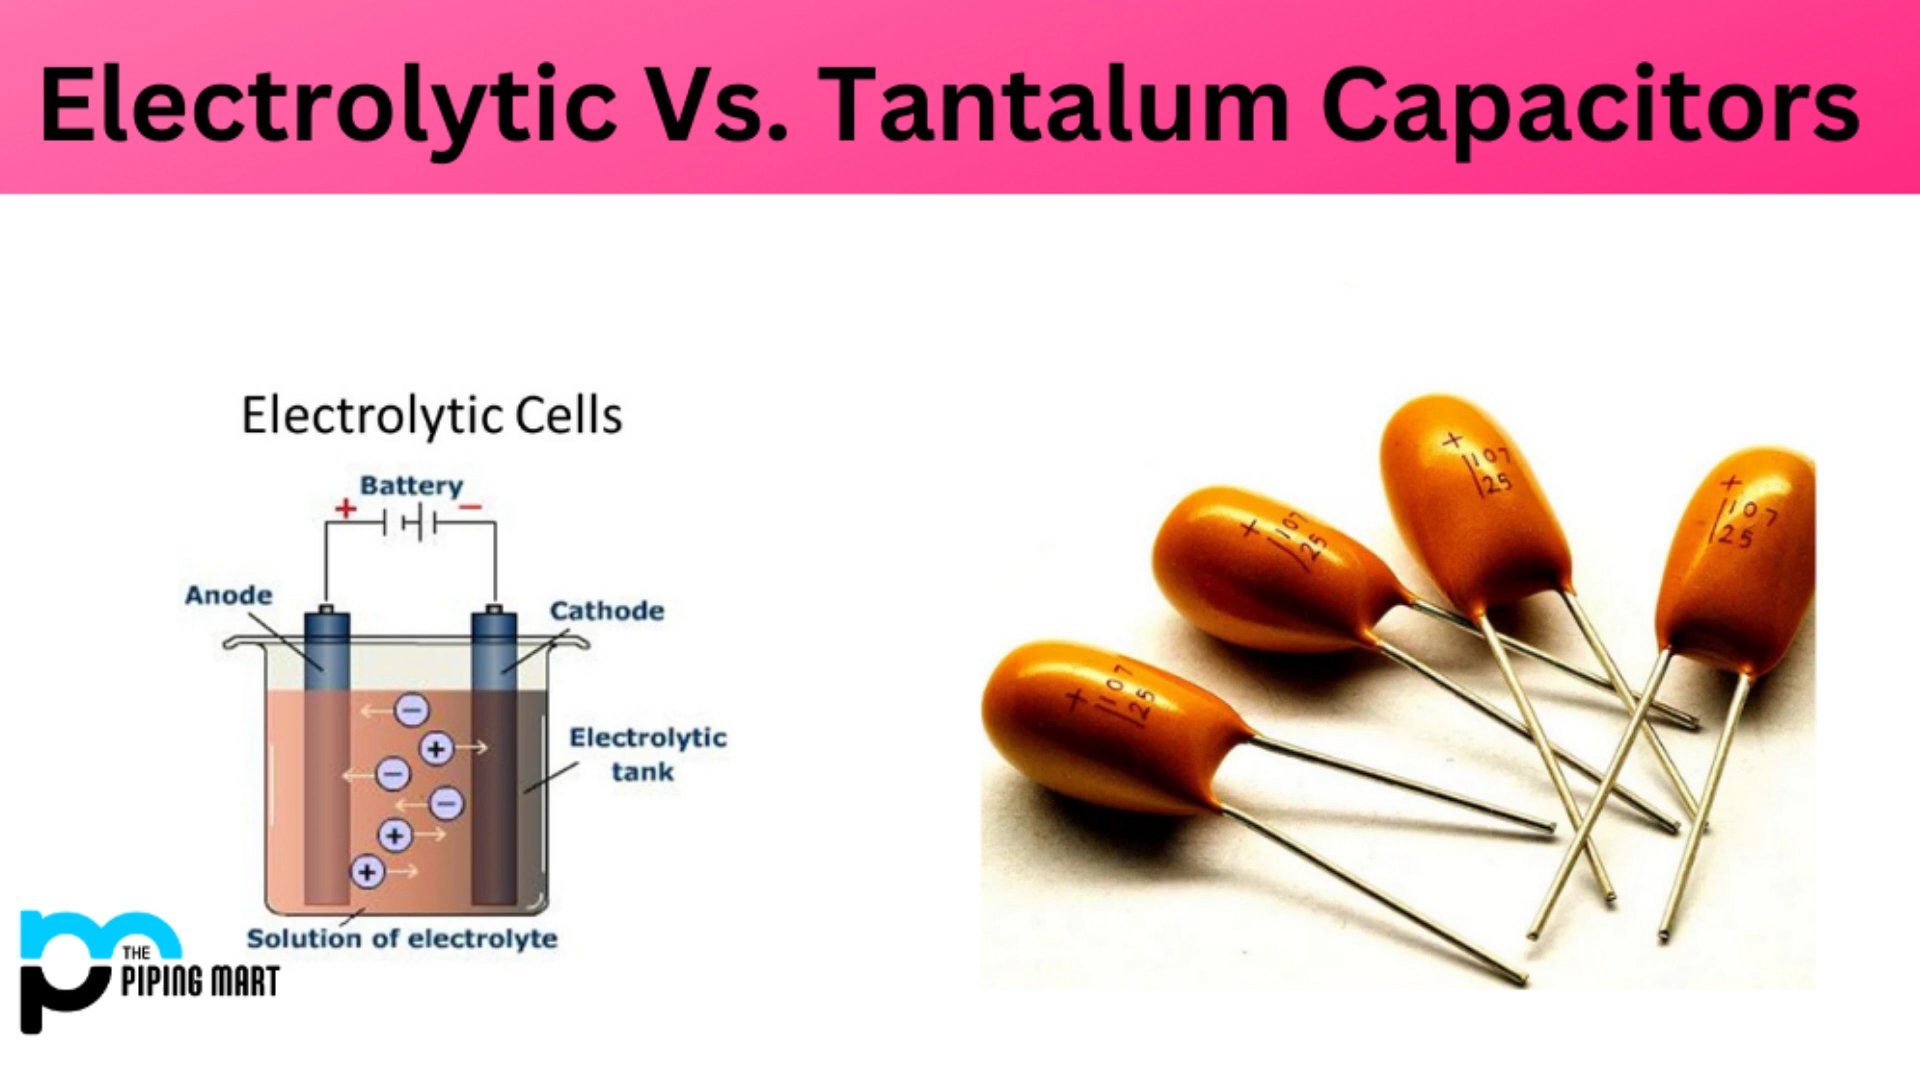 Electrolytic Vs. Tantalum Capacitors
Electrolytic Cells
Battery
+ −
Anode
Cathode
−
+
−
−
+
+
Electrolytic
tank
Solution of electrolyte
THE
PIPING MART
+
107
25
+
107
25
+
107
25
+
107
25